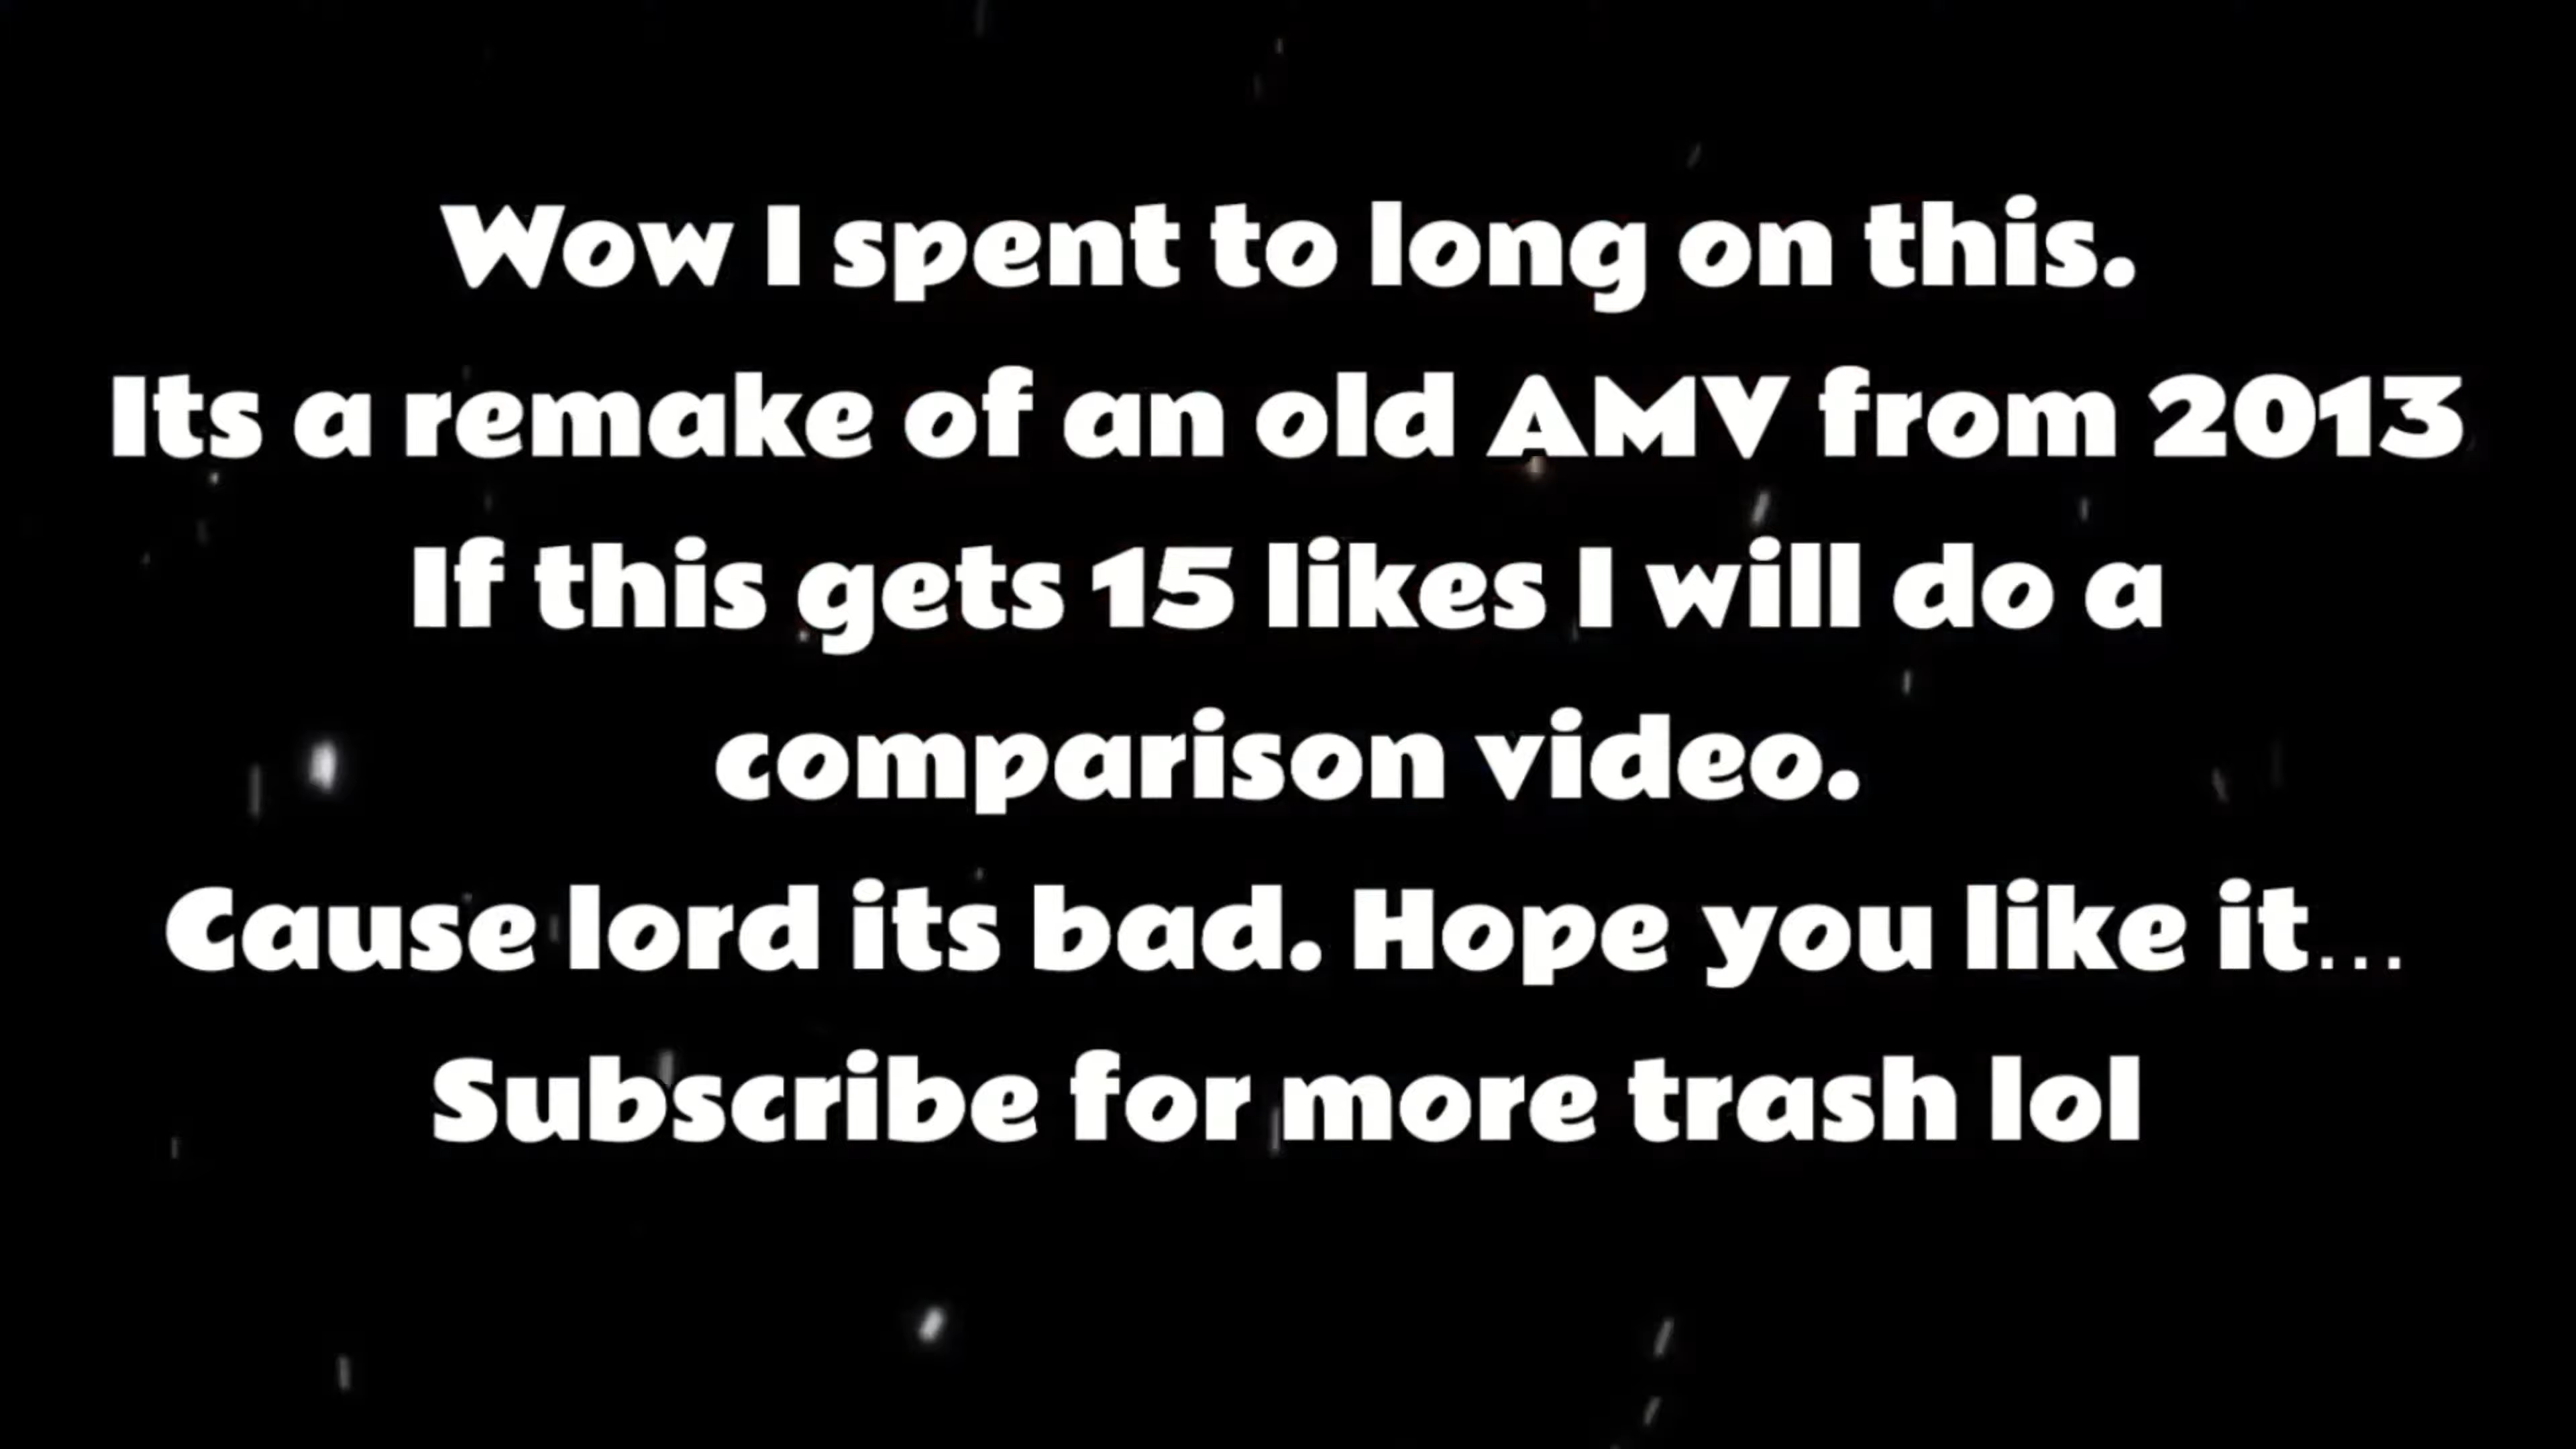 Wow I spent to long on this.
Its a remake of an old AMV from 2013
If this gets 15 likes I will do a
comparison video.
Cause lord its bad. Hope you like it...
Subscribe for more trash lol